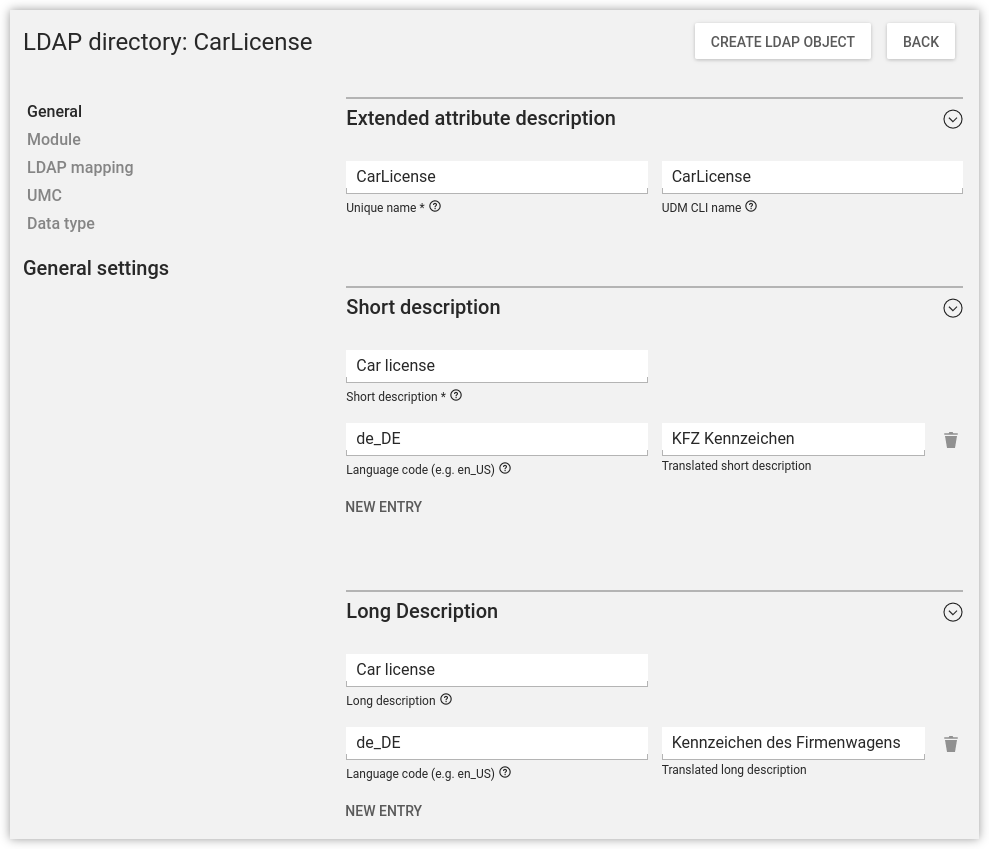 LDAP directory: CarLicense
CREATE LDAP OBJECT
BACK
General
Module
LDAP mapping
UMC
Data type
General settings
Extended attribute description
CarLicense
CarLicense
Unique name *
UDM CLI name
Short description
Car license
Short description *
de_DE
KFZ Kennzeichen
Language code (e.g. en_US)
Translated short description
NEW ENTRY
Long Description
Car license
Long description
de_DE
Kennzeichen des Firmenwagens
Language code (e.g. en_US)
Translated long description
NEW ENTRY